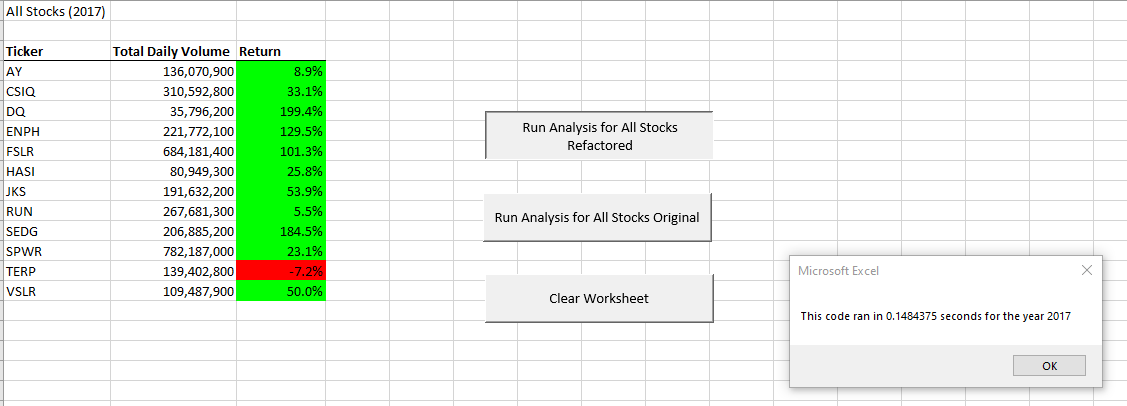 All Stocks (2017)
Ticker Total Daily Volume Return
AY 136,070,900 8.9%
CSIQ 310,592,800 33.1%
DQ 35,796,200 199.4%
ENPH 221,772,100 129.5%
FSLR 684,181,400 101.3%
HASI 80,949,300 25.8%
JKS 191,632,200 53.9%
RUN 267,681,300 5.5%
SEDG 206,885,200 184.5%
SPWR 782,187,000 23.1%
TERP 139,402,800 -7.2%
VSLR 109,487,900 50.0%
Run Analysis for All Stocks
Refactored
Run Analysis for All Stocks Original
Clear Worksheet
Microsoft Excel
This code ran in 0.1484375 seconds for the year 2017
OK